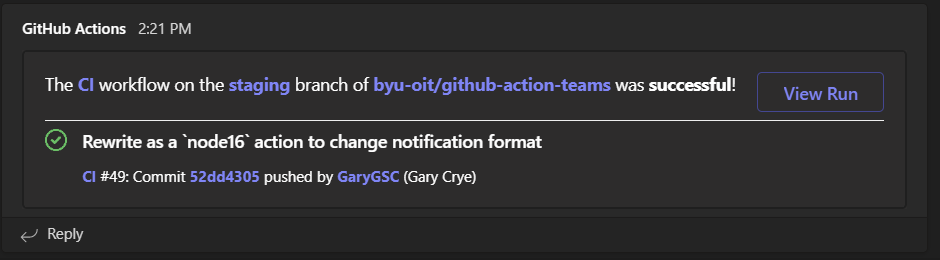 GitHub Actions 2:21 PM
The CI workflow on the staging branch of byu-oit/github-action-teams was successful!
View Run
Rewrite as a `node16` action to change notification format
CI #49: Commit 52dd4305 pushed by GaryGSC (Gary Crye)
Reply